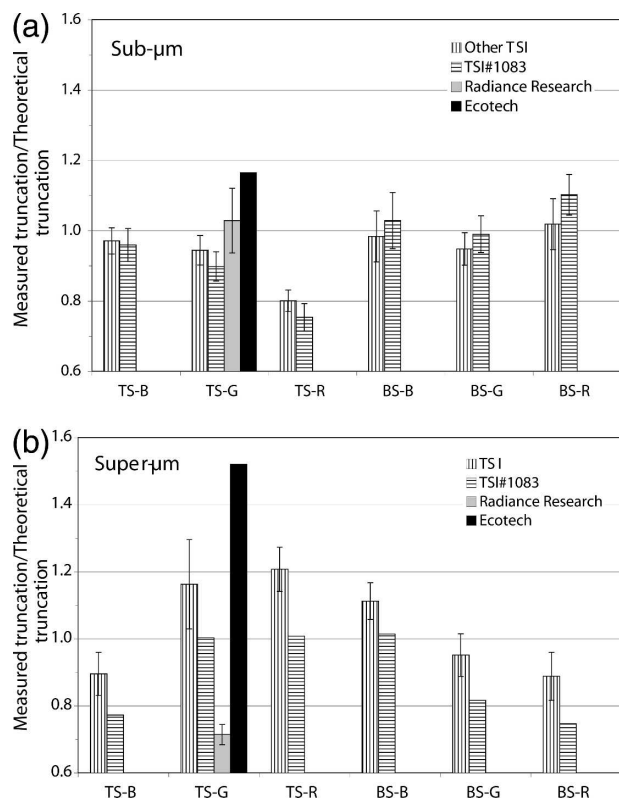 (a)
Sub-µm
Other TSI
TSI#1083
Radiance Research
Ecotech
Measured truncation/Theoretical
truncation
1.6
1.4
1.2
1.0
0.8
0.6
TS-B TS-G TS-R BS-B BS-G BS-R
(b)
Super-µm
TSI
TSI#1083
Radiance Research
Ecotech
Measured truncation/Theoretical
truncation
1.6
1.4
1.2
1.0
0.8
0.6
TS-B TS-G TS-R BS-B BS-G BS-R